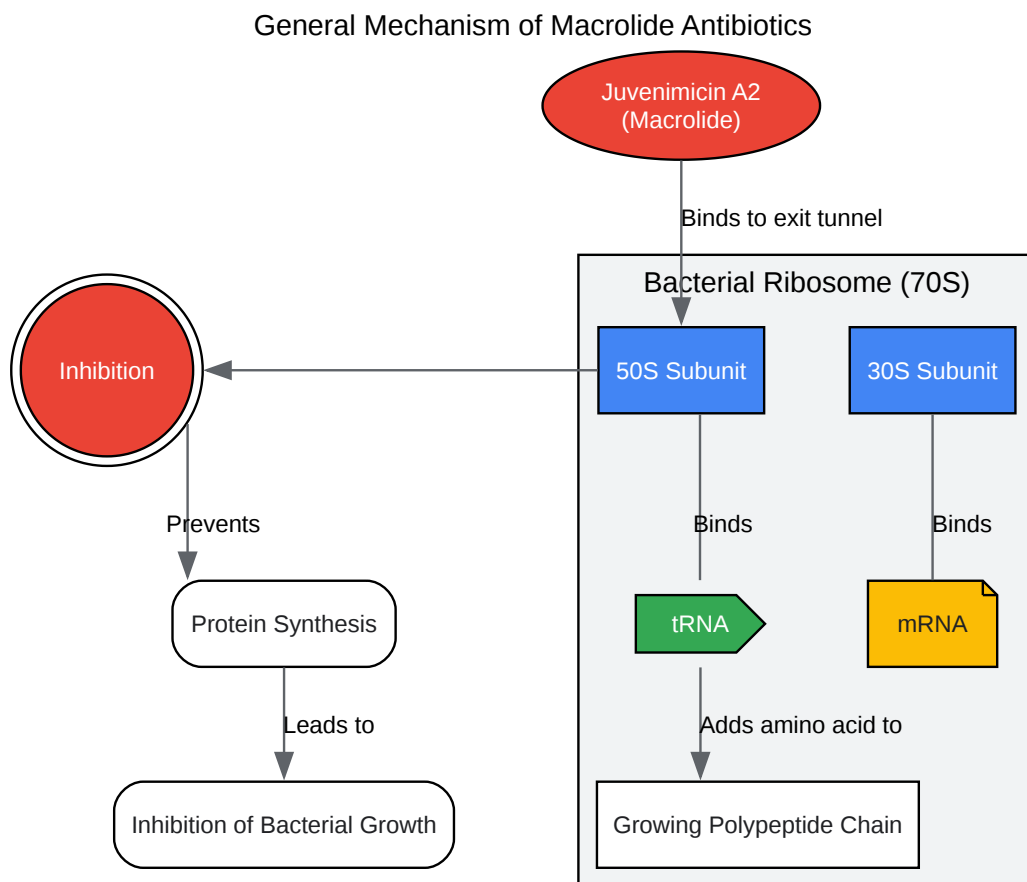 General Mechanism of Macrolide Antibiotics
Juvenimicin A2
(Macrolide)
Binds to exit tunnel
Bacterial Ribosome (70S)
Inhibition
50S Subunit
30S Subunit
Prevents
Binds
Binds
Protein Synthesis
tRNA
mRNA
Leads to
Adds amino acid to
Inhibition of Bacterial Growth
Growing Polypeptide Chain